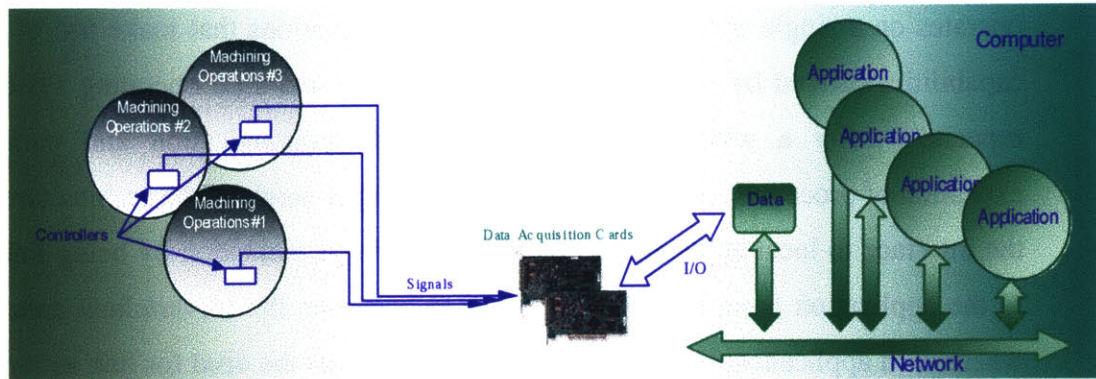 Machining
Operations #3
Machining
Operations #2
Machining
Operations #1
Controllers
Signals
Data Acquisition Cards
I/O
Data
Computer
Application
Application
Application
Application
Network